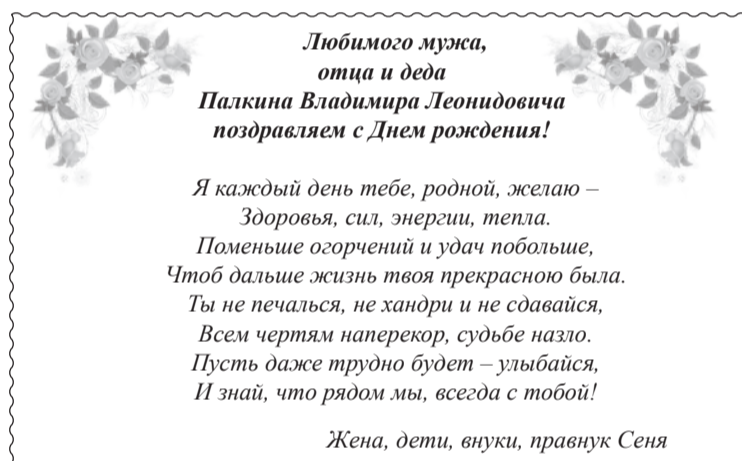 Любимого мужа,
отца и деда
Палкина Владимира Леонидовича
поздравляем с Днем рождения!
Я каждый день тебе, родной, желаю –
Здоровья, сил, энергии, тепла.
Поменьше огорчений и удач побольше,
Чтоб дальше жизнь твоя прекрасною была.
Ты не печалься, не хандри и не сдавайся,
Всем чертям наперекор, судьбе назло.
Пусть даже трудно будет – улыбайся,
И знай, что рядом мы, всегда с тобой!
Жена, дети, внуки, правнук Сеня